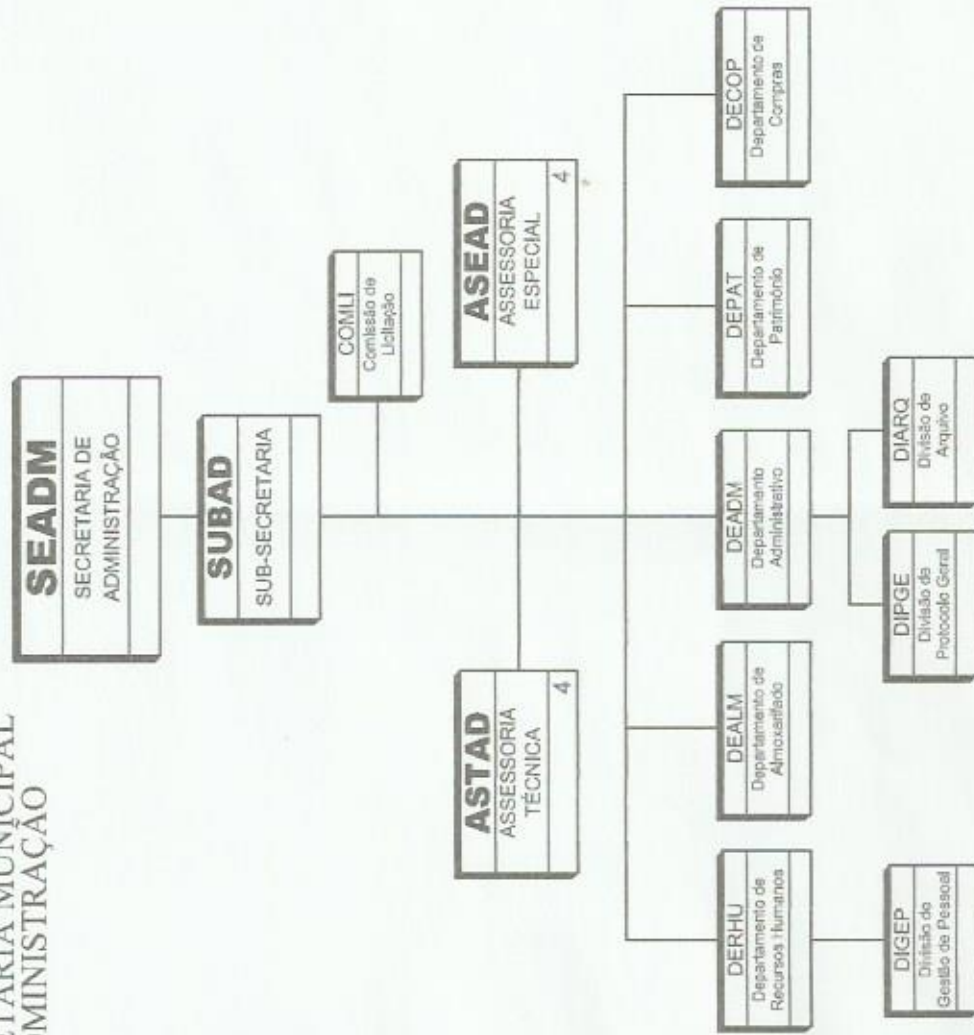 MUNICIPAL
SEADM
SECRETARIA DE
ADMINISTRAÇÃO
SUBAD
SUB-SECRETARIA
COMLI
Comissão de
Licitação
ASTAD
ASSESSORIA
TÉCNICA
4
ASEAD
ASSESSORIA
ESPECIAL
4
DERHU
Departamento de
Recursos Humanos
DEALM
Departamento de
Almoxarifado
DEADM
Departamento
Administrativo
DEPAT
Departamento de
Patrimônio
DECOP
Departamento de
Compras
DIGEP
Divisão de
Gestão de Pessoal
DIPGE
Divisão de
Protocolo Geral
DIARQ
Divisão de
Arquivo